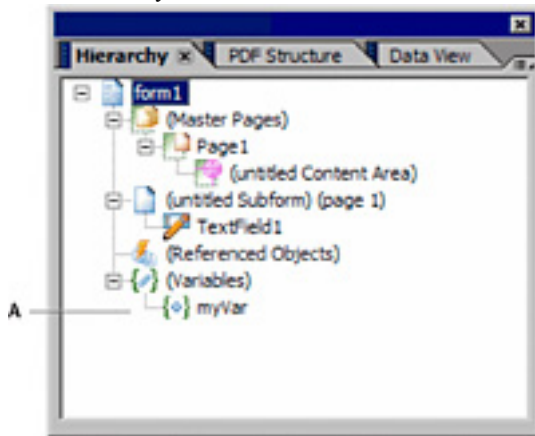 Hierarchy PDF Structure Data View
form1
(Master Pages)
Page1
(untitled Content Area)
(untitled Subform) (page 1)
TextField1
(Referenced Objects)
(Variables)
A myVar